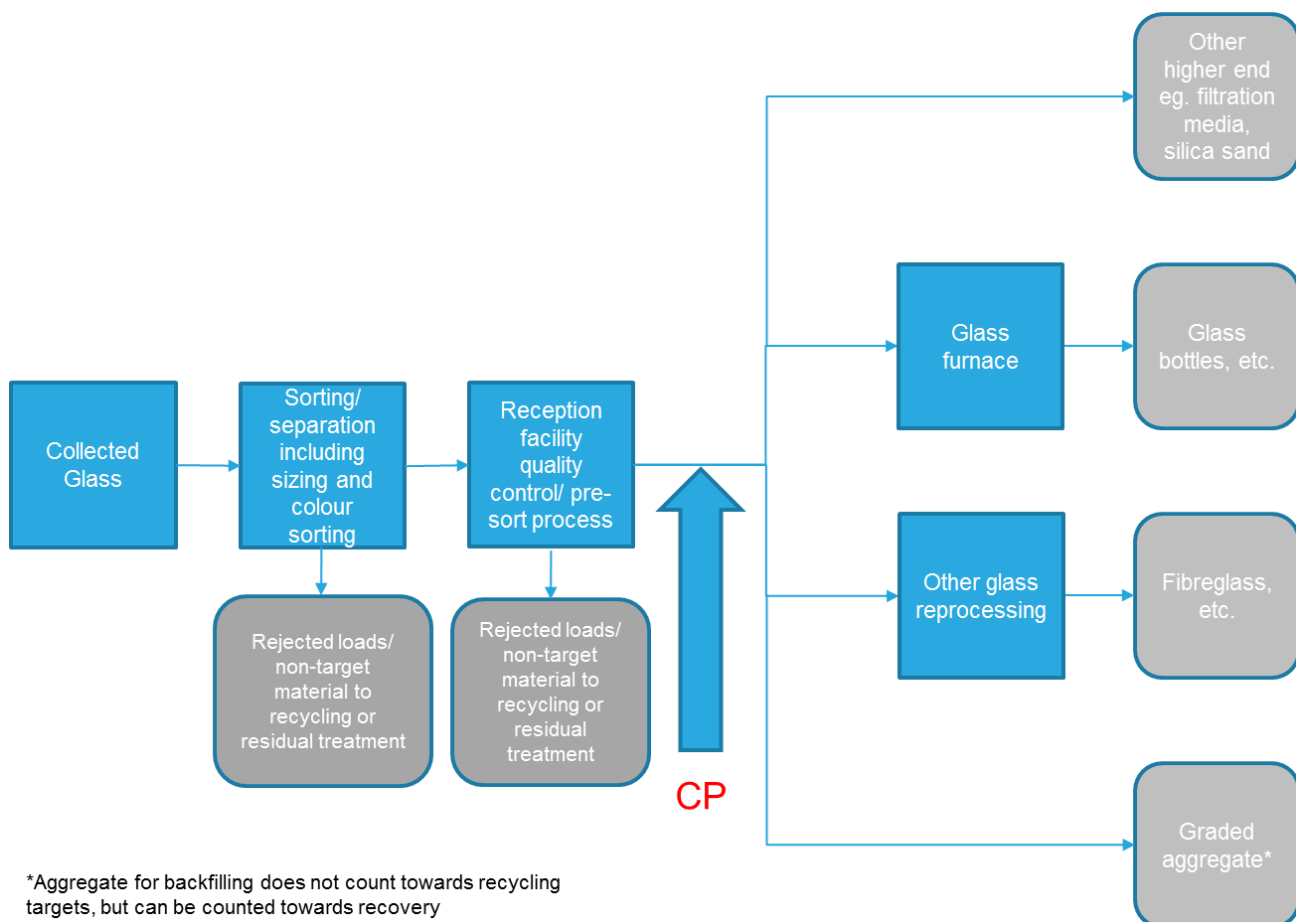 Other
higher end
eg. filtration
media,
silica sand
Glass
furnace
Glass
bottles, etc.
Collected
Glass
Sorting/
separation
including
sizing and
colour
sorting
Reception
facility
quality
control/ pre-
sort process
Other glass
reprocessing
Fibreglass,
etc.
Rejected loads/
non-target
material to
recycling or
residual treatment
Rejected loads/
non-target
material to
recycling or
residual
treatment
CP
Graded
aggregate*
*Aggregate for backfilling does not count towards recycling
targets, but can be counted towards recovery